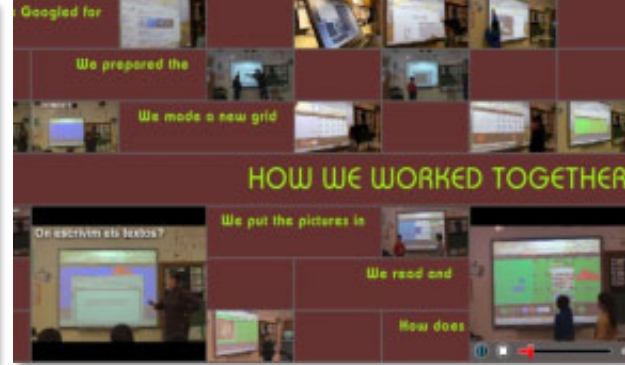 Googled for
We prepared the
We made a new grid
HOW WE WORKED TOGETHER
We put the pictures in
On escrivim els textos?
We read and
How does